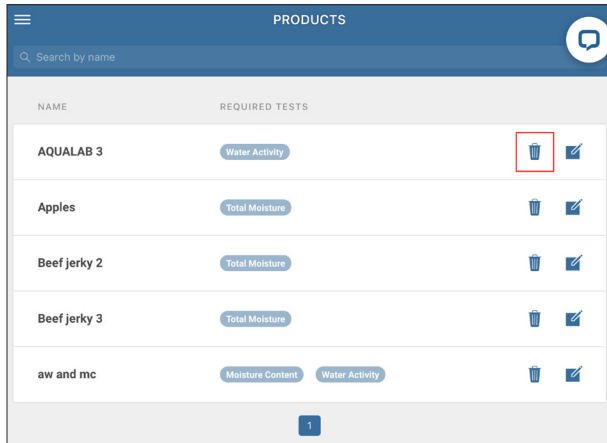 PRODUCTS
Search by name
NAME REQUIRED TESTS
AQUALAB 3 Water Activity
Apples Total Moisture
Beef jerky 2 Total Moisture
Beef jerky 3 Total Moisture
aw and mc Moisture Content Water Activity
1